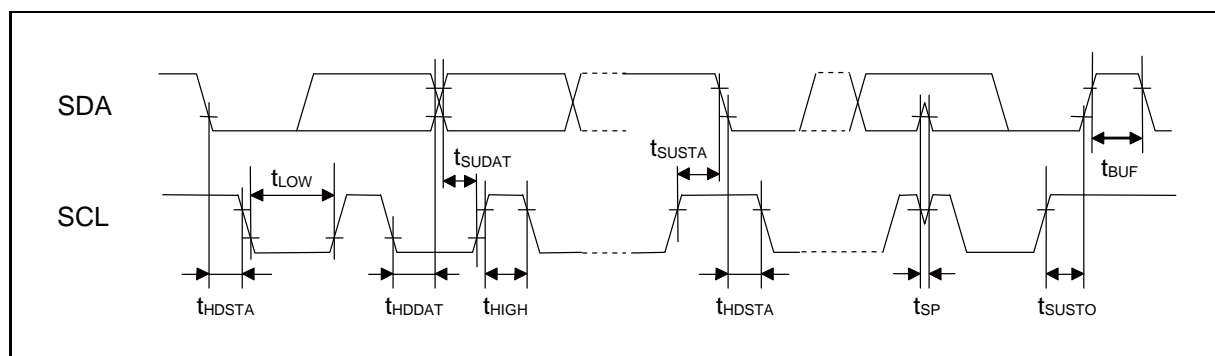 SDA
tSUDAT
tSUSTA
tBUF
tLOW
SCL
tHDSTA
tHDDAT
tHIGH
tHDSTA
tSP
tSUSTO